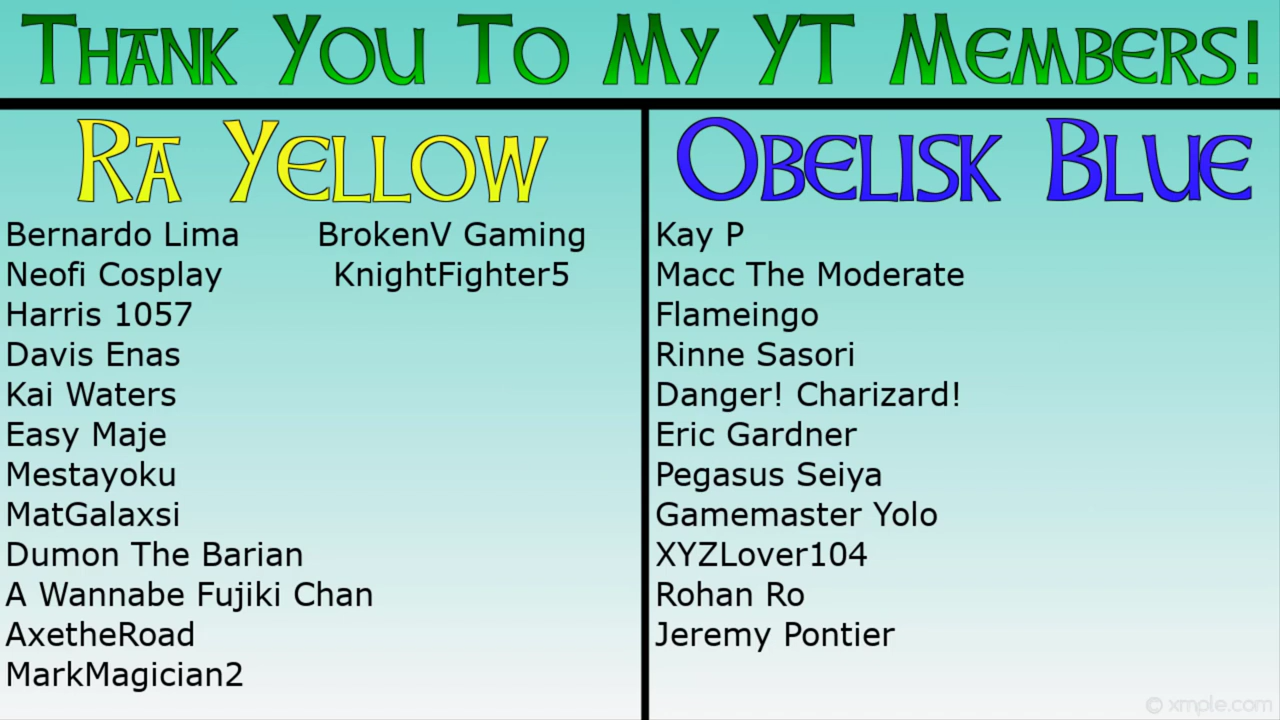 Thank You To My YT Members!
Ra Yellow
Bernardo Lima
Neofi Cosplay
Harris 1057
Davis Enas
Kai Waters
Easy Maje
Mestayoku
MatGalaxsi
Dumon The Barian
A Wannabe Fujiki Chan
AxetheRoad
MarkMagician2
BrokenV Gaming
KnightFighter5
Obelisk Blue
Kay P
Macc The Moderate
Flameingo
Rinne Sasori
Danger! Charizard!
Eric Gardner
Pegasus Seiya
Gamemaster Yolo
XYZLover104
Rohan Ro
Jeremy Pontier
© xmple.com